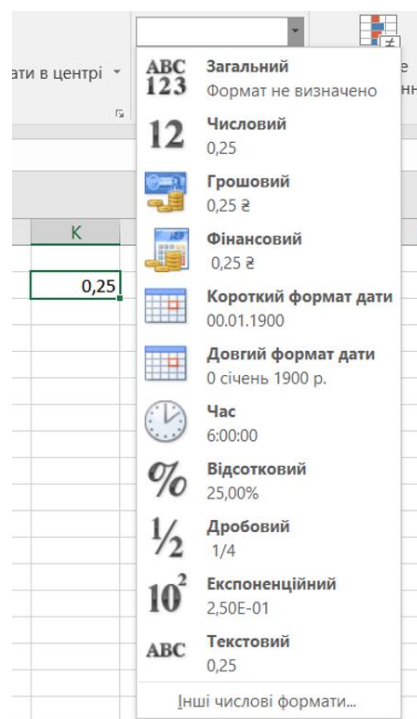 ати в центрі
ABC
123
Загальний
Формат не визначено
12
Числовий
0,25
Грошовий
0,25 ₴
Фінансовий
0,25 ₴
K
0,25
Короткий формат дати
00.01.1900
Довгий формат дати
0 січень 1900 р.
Час
6:00:00
%
Відсотковий
25,00%
½
Дробовий
1/4
10²
Експоненційний
2,50E-01
ABC
Текстовий
0,25
Інші числові формати...